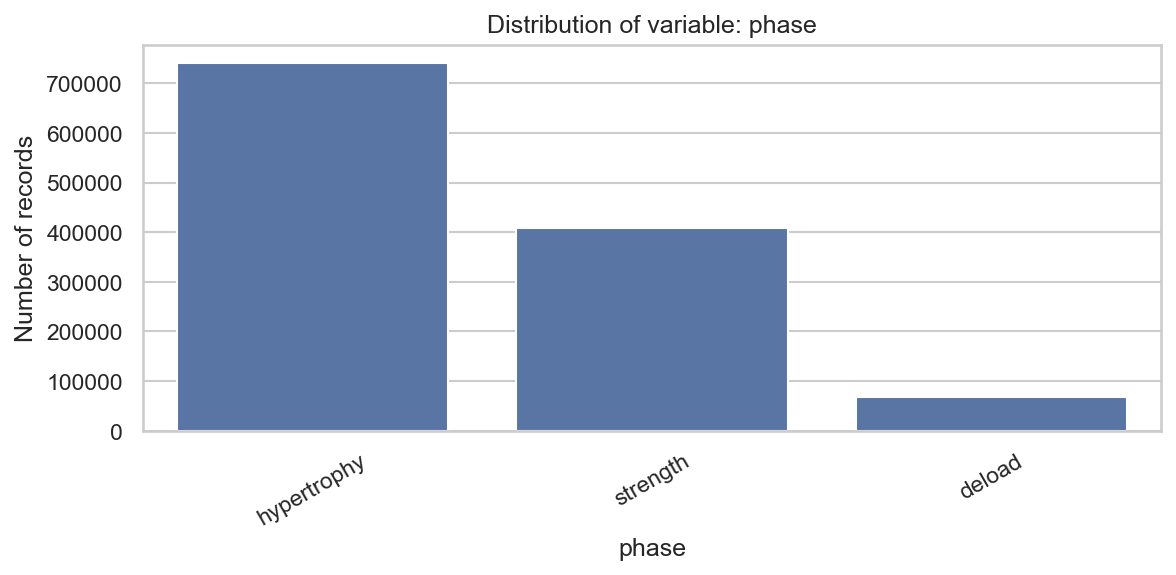 Distribution of variable: phase
Number of records
700000
600000
500000
400000
300000
200000
100000
0
hypertrophy
strength
deload
phase